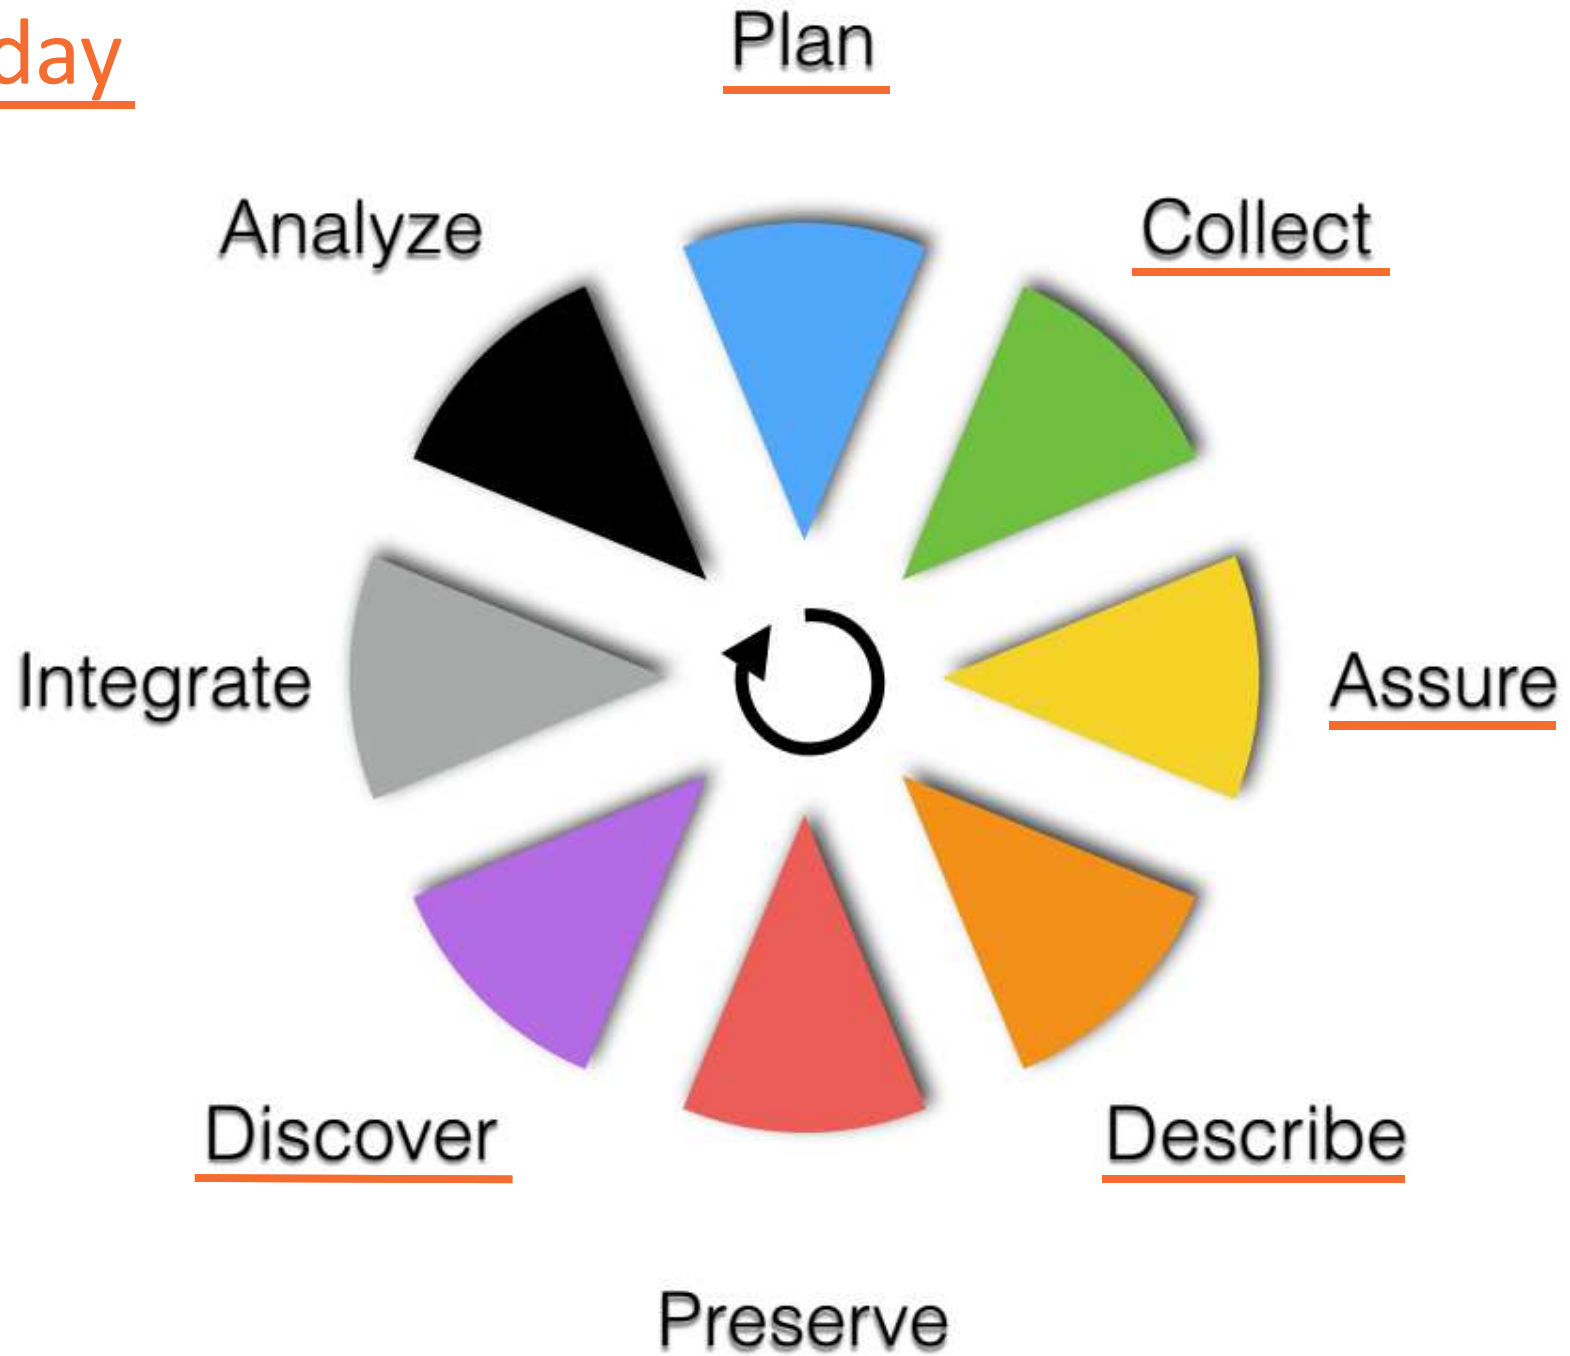 day
Plan
Analyze
Collect
Integrate
Assure
Discover
Describe
Preserve